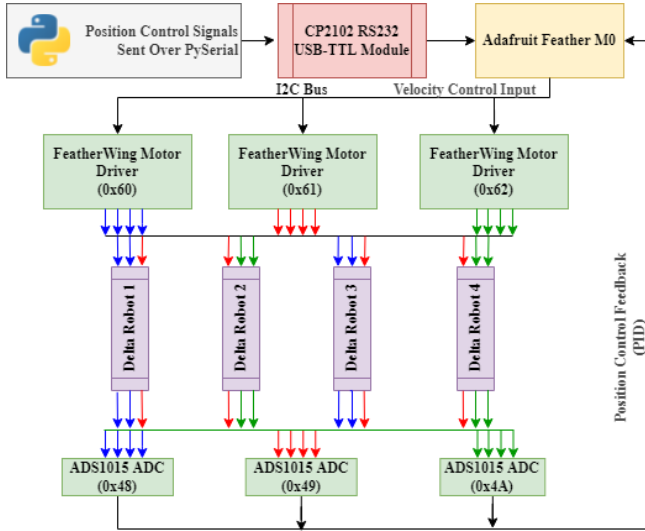 Position Control Signals
Sent Over PySerial
CP2102 RS232
USB-TTL Module
Adafruit Feather M0
I2C Bus
Velocity Control Input
FeatherWing Motor
Driver
(0x60)
FeatherWing Motor
Driver
(0x61)
FeatherWing Motor
Driver
(0x62)
Delta Robot 1
Delta Robot 2
Delta Robot 3
Delta Robot 4
Position Control Feedback
(PID)
ADS1015 ADC
(0x48)
ADS1015 ADC
(0x49)
ADS1015 ADC
(0x4A)